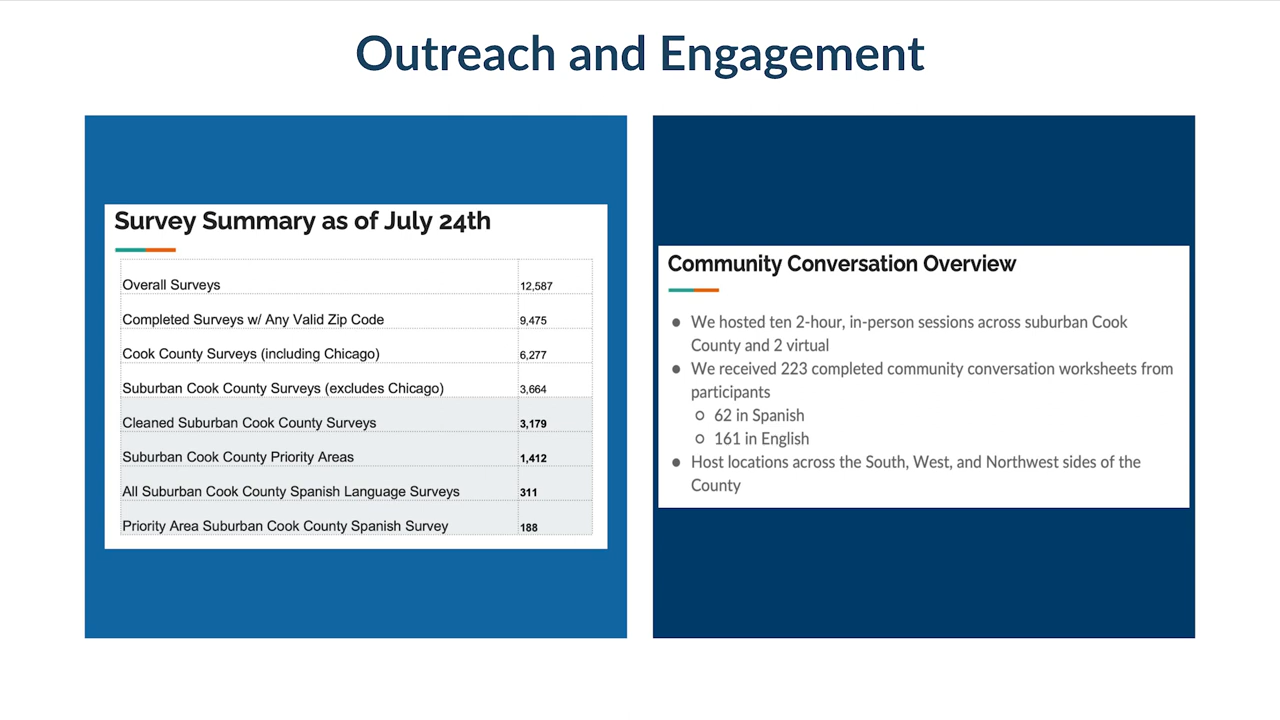 Outreach and Engagement
Survey Summary as of July 24th
Overall Surveys 12,587
Completed Surveys w/ Any Valid Zip Code 9,475
Cook County Surveys (including Chicago) 6,277
Suburban Cook County Surveys (excludes Chicago) 3,664
Cleaned Suburban Cook County Surveys 3,179
Suburban Cook County Priority Areas 1,412
All Suburban Cook County Spanish Language Surveys 311
Priority Area Suburban Cook County Spanish Survey 188
Community Conversation Overview
● We hosted ten 2-hour, in-person sessions across suburban Cook
County and 2 virtual
● We received 223 completed community conversation worksheets from
participants
○ 62 in Spanish
○ 161 in English
● Host locations across the South, West, and Northwest sides of the
County